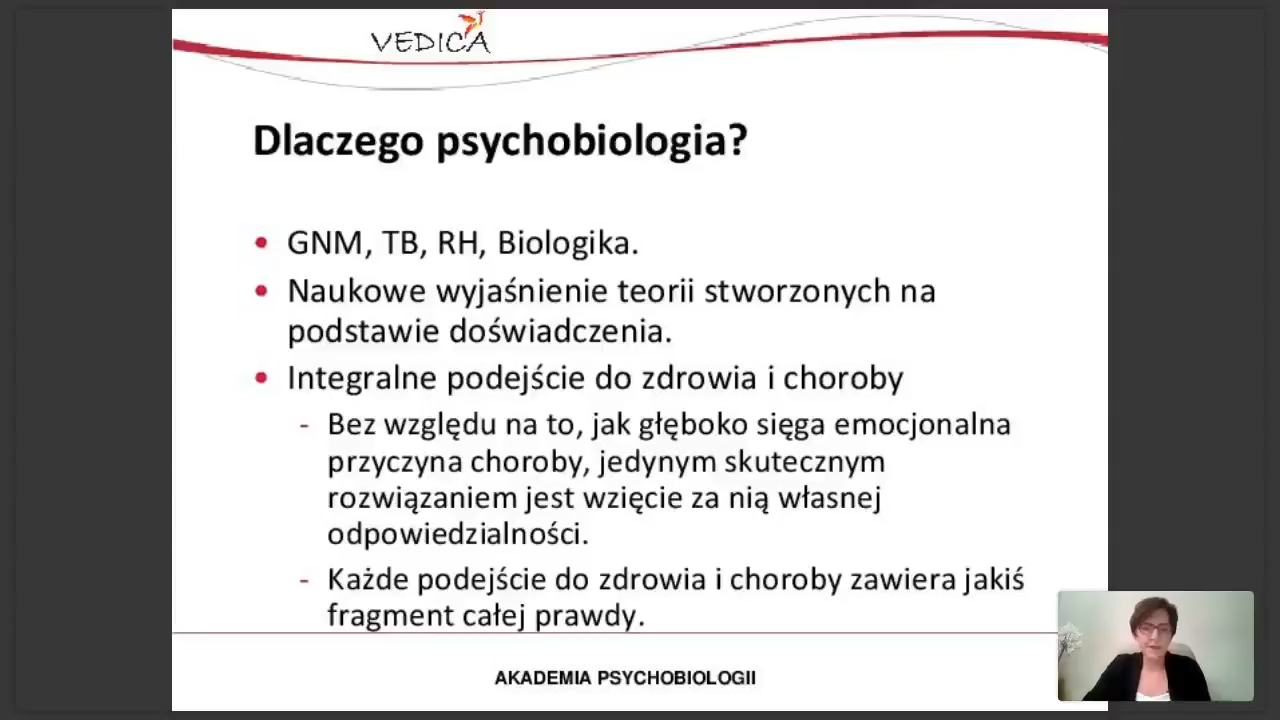 VEDICA
Dlaczego psychobiologia?
• GNM, TB, RH, Biologika.
• Naukowe wyjaśnienie teorii stworzonych na
podstawie doświadczenia.
• Integralne podejście do zdrowia i choroby
- Bez względu na to, jak głęboko sięga emocjonalna
przyczyna choroby, jedynym skutecznym
rozwiązaniem jest wzięcie za nią własnej
odpowiedzialności.
- Każde podejście do zdrowia i choroby zawiera jakiś
fragment całej prawdy.
AKADEMIA PSYCHOBIOLOGII